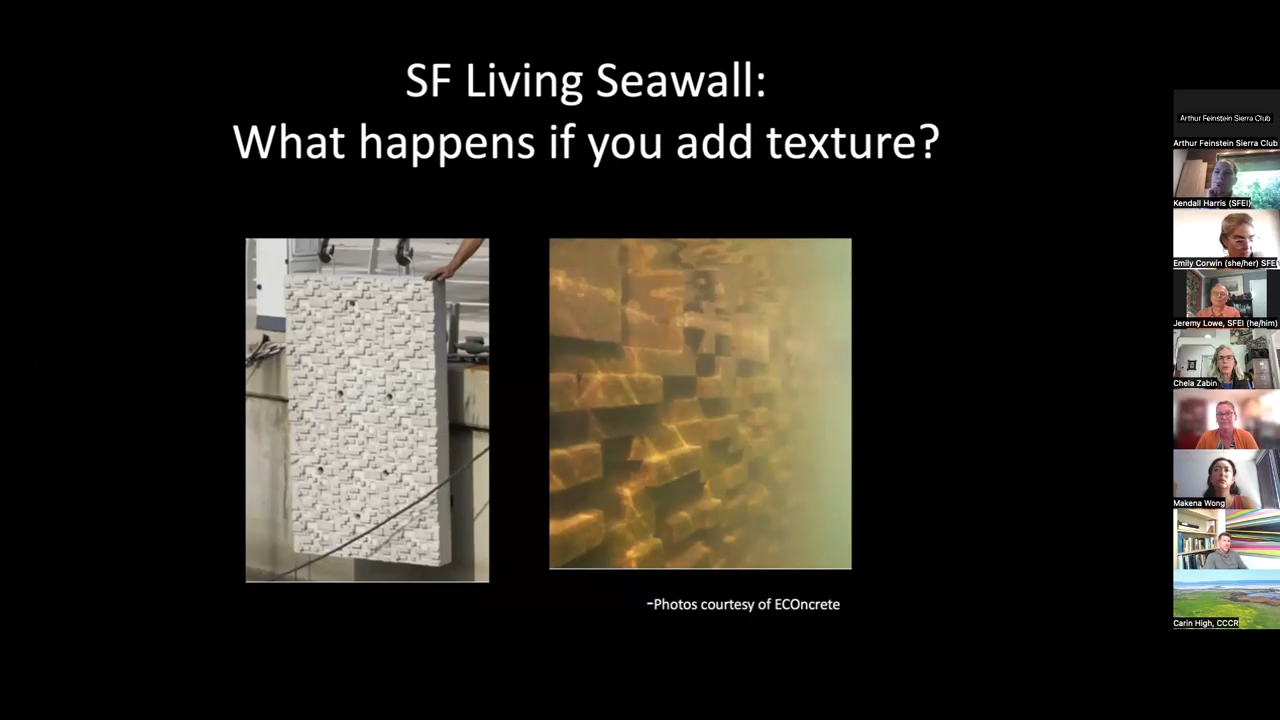 SF Living Seawall:
What happens if you add texture?
-Photos courtesy of ECOncrete
Arthur Feinstein Sierra Club
Arthur Feinstein Sierra Club
Kendall Harris (SFEI)
Emily Corwin (she/her) SFE
Jeremy Lowe, SFEI (he/him)
Chela Zabin
Makena Wong
Carin High, CCCR